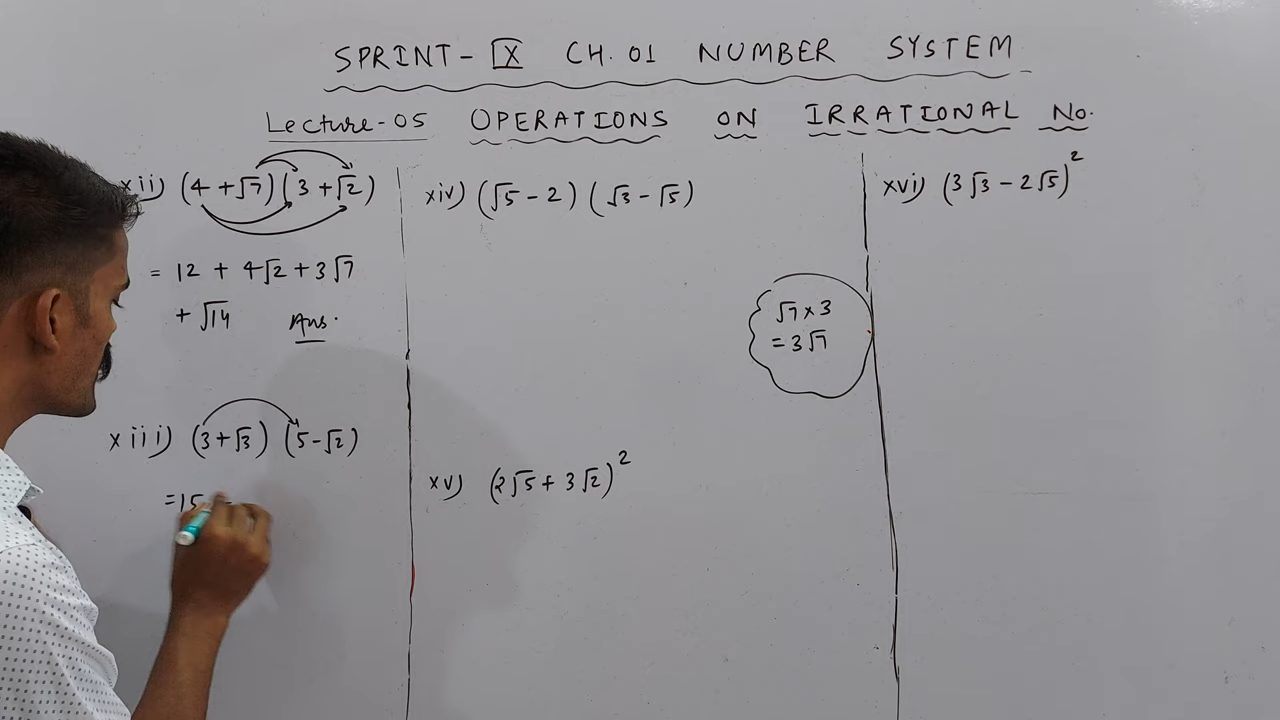 SPRINT- IX CH. 01 NUMBER SYSTEM
Lecture-05 OPERATIONS ON IRRATIONAL No.
xii) (4 + √7)(3 + √2)
= 12 + 4√2 + 3√7
+ √14 Ans.
xiii) (3+√3) (5-√2)
=15 -
xiv) (√5 - 2) (√3 - √5)
√7 × 3
= 3√7
xv) (2√5 + 3√2)²
xvi) (3√3 - 2√5)²